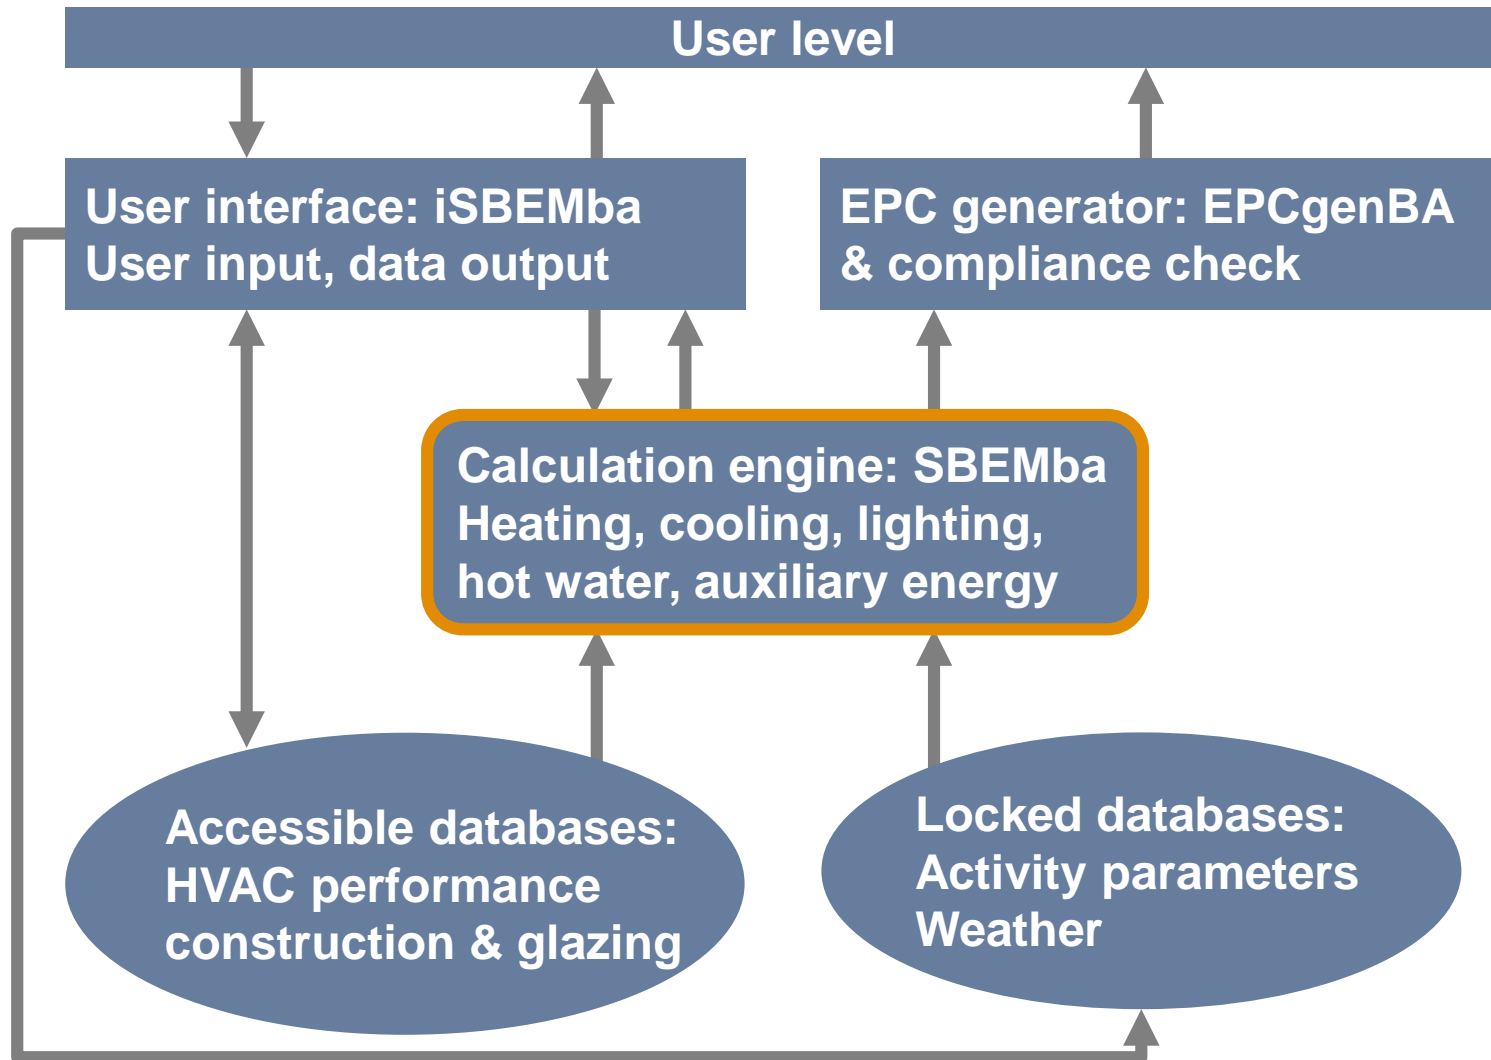 User level
User interface: iSBEMba
User input, data output
EPC generator: EPCgenBA
& compliance check
Calculation engine: SBEMba
Heating, cooling, lighting,
hot water, auxiliary energy
Accessible databases:
HVAC performance
construction & glazing
Locked databases:
Activity parameters
Weather